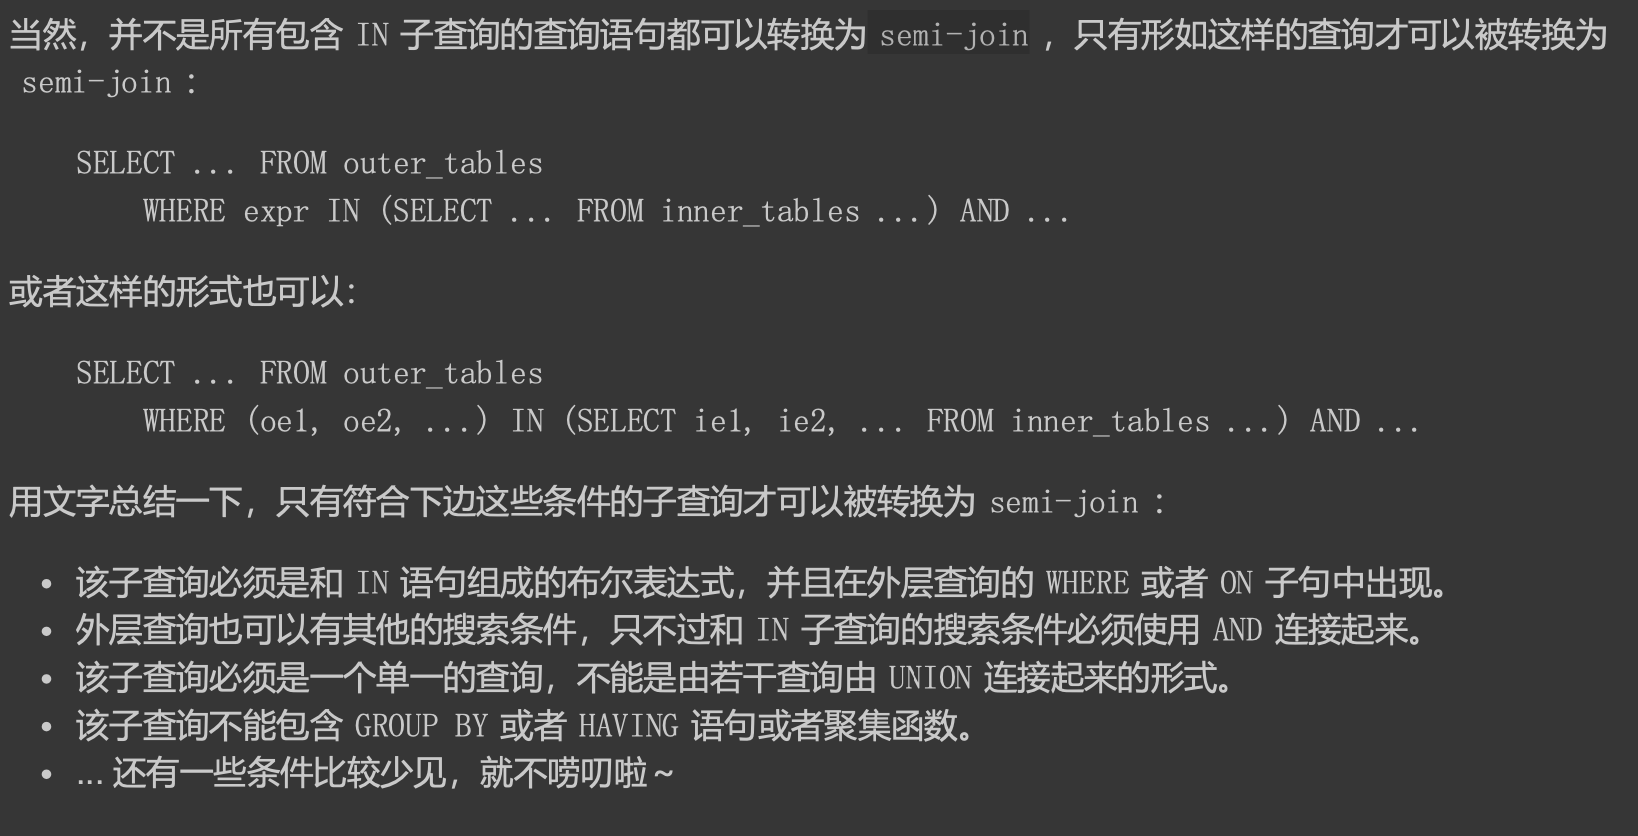 当然，并不是所有包含 IN 子查询的查询语句都可以转换为 semi-join ，只有形如这样的查询才可以被转换为
semi-join ：
SELECT ... FROM outer_tables
WHERE expr IN (SELECT ... FROM inner_tables ...) AND ...
或者这样的形式也可以：
SELECT ... FROM outer_tables
WHERE (oe1, oe2, ...) IN (SELECT ie1, ie2, ... FROM inner_tables ...) AND ...
用文字总结一下，只有符合下边这些条件的子查询才可以被转换为 semi-join ：
• 该子查询必须是和 IN 语句组成的布尔表达式，并且在外层查询的 WHERE 或者 ON 子句中出现。
• 外层查询也可以有其他的搜索条件，只不过和 IN 子查询的搜索条件必须使用 AND 连接起来。
• 该子查询必须是一个单一的查询，不能是由若干查询由 UNION 连接起来的形式。
• 该子查询不能包含 GROUP BY 或者 HAVING 语句或者聚集函数。
• ... 还有一些条件比较少见，就不唠叨啦～